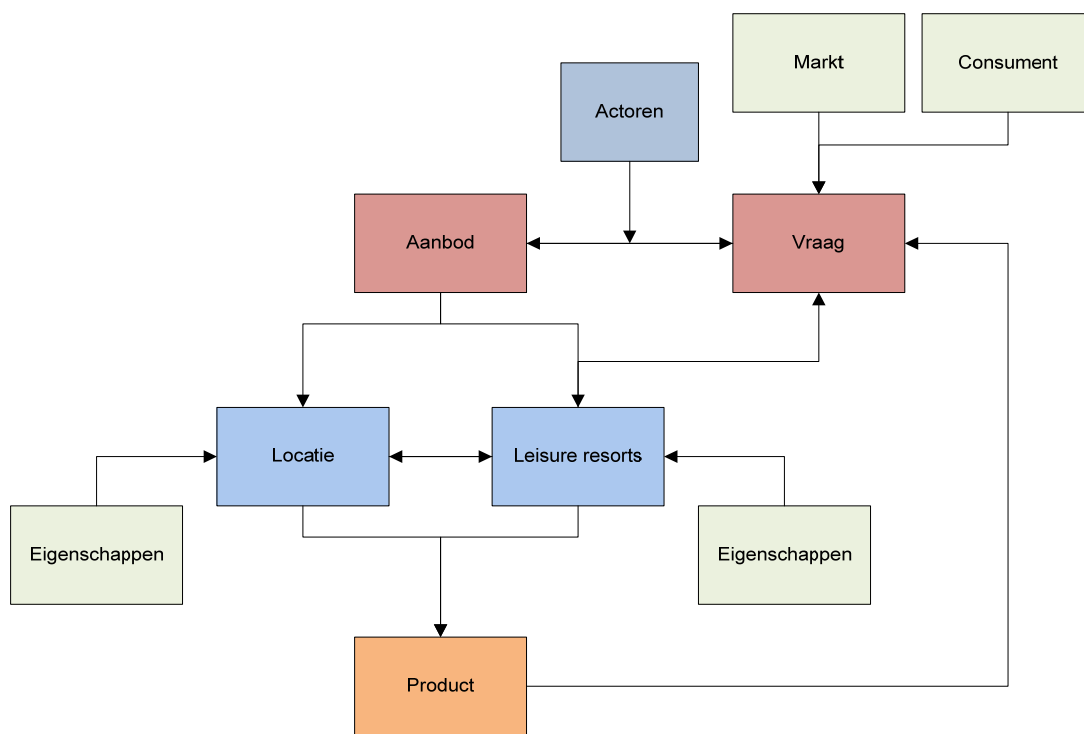 Markt
Consument
Actoren
Aanbod
Vraag
Locatie
Leisure resorts
Eigenschappen
Eigenschappen
Product